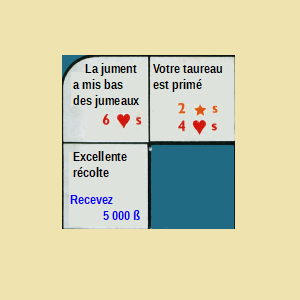 La jument
a mis bas
des jumeaux
6 ♥ s
Votre taureau
est primé
2 ★ s
4 ♥ s
Excellente
récolte
Recevez
5 000 ß